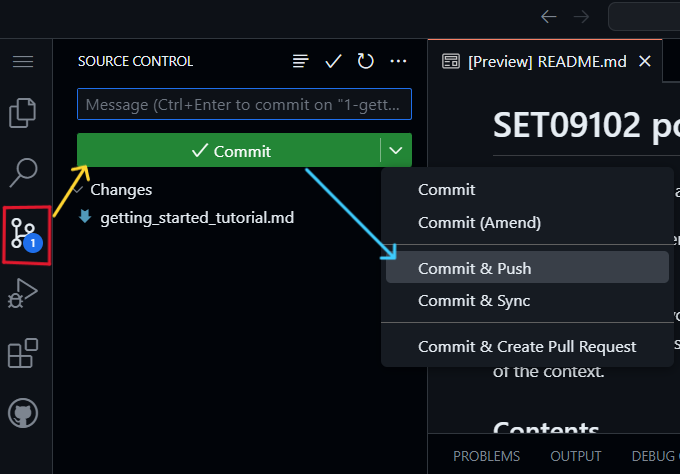 SOURCE CONTROL
[Preview] README.md
Message (Ctrl+Enter to commit on "1-gett...
SET09102
Commit
Changes
getting_started_tutorial.md
1
Commit
Commit (Amend)
Commit & Push
Commit & Sync
Commit & Create Pull Request
of the context.
Contents
PROBLEMS OUTPUT DEBUG